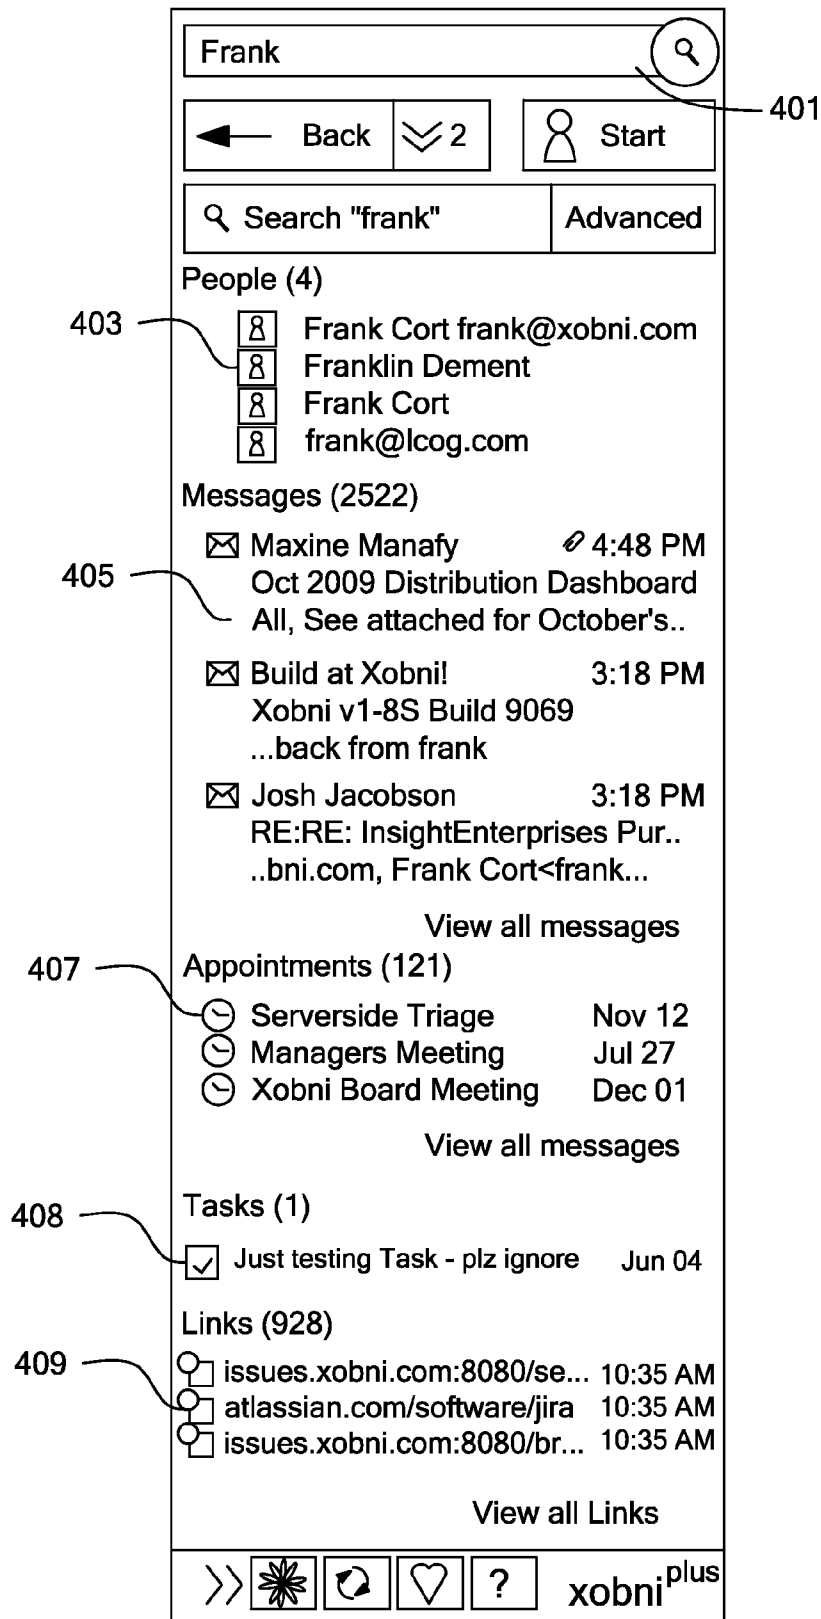 Frank
401
Back 2 Start
Search "frank" Advanced
People (4)
403
Frank Cort frank@xobni.com
Franklin Dement
Frank Cort
frank@lcog.com
Messages (2522)
Maxine Manafy 4:48 PM
405
Oct 2009 Distribution Dashboard
All, See attached for October's..
Build at Xobni! 3:18 PM
Xobni v1-8S Build 9069
...back from frank
Josh Jacobson 3:18 PM
RE:RE: InsightEnterprises Pur..
..bni.com, Frank Cort<frank...
View all messages
407
Appointments (121)
Serverside Triage Nov 12
Managers Meeting Jul 27
Xobni Board Meeting Dec 01
View all messages
Tasks (1)
408
Just testing Task - plz ignore Jun 04
Links (928)
409
issues.xobni.com:8080/se... 10:35 AM
atlassian.com/software/jira 10:35 AM
issues.xobni.com:8080/br... 10:35 AM
View all Links
? xobni plus